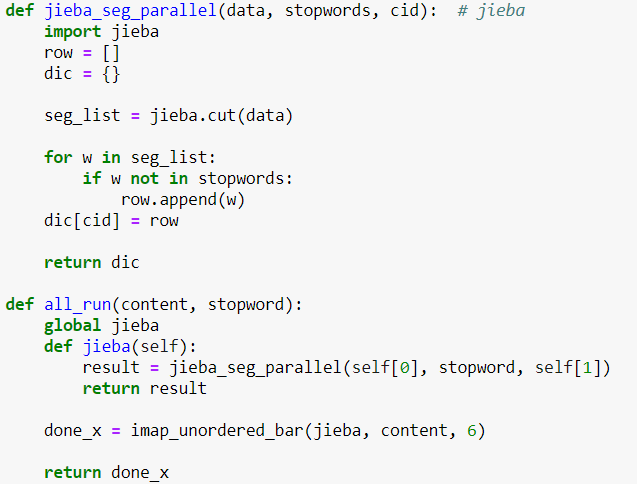 def jieba_seg_parallel(data, stopwords, cid):  # jieba
    import jieba
    row = []
    dic = {}

    seg_list = jieba.cut(data)

    for w in seg_list:
        if w not in stopwords:
            row.append(w)
    dic[cid] = row

    return dic

def all_run(content, stopword):
    global jieba
    def jieba(self):
        result = jieba_seg_parallel(self[0], stopword, self[1])
        return result

    done_x = imap_unordered_bar(jieba, content, 6)

    return done_x